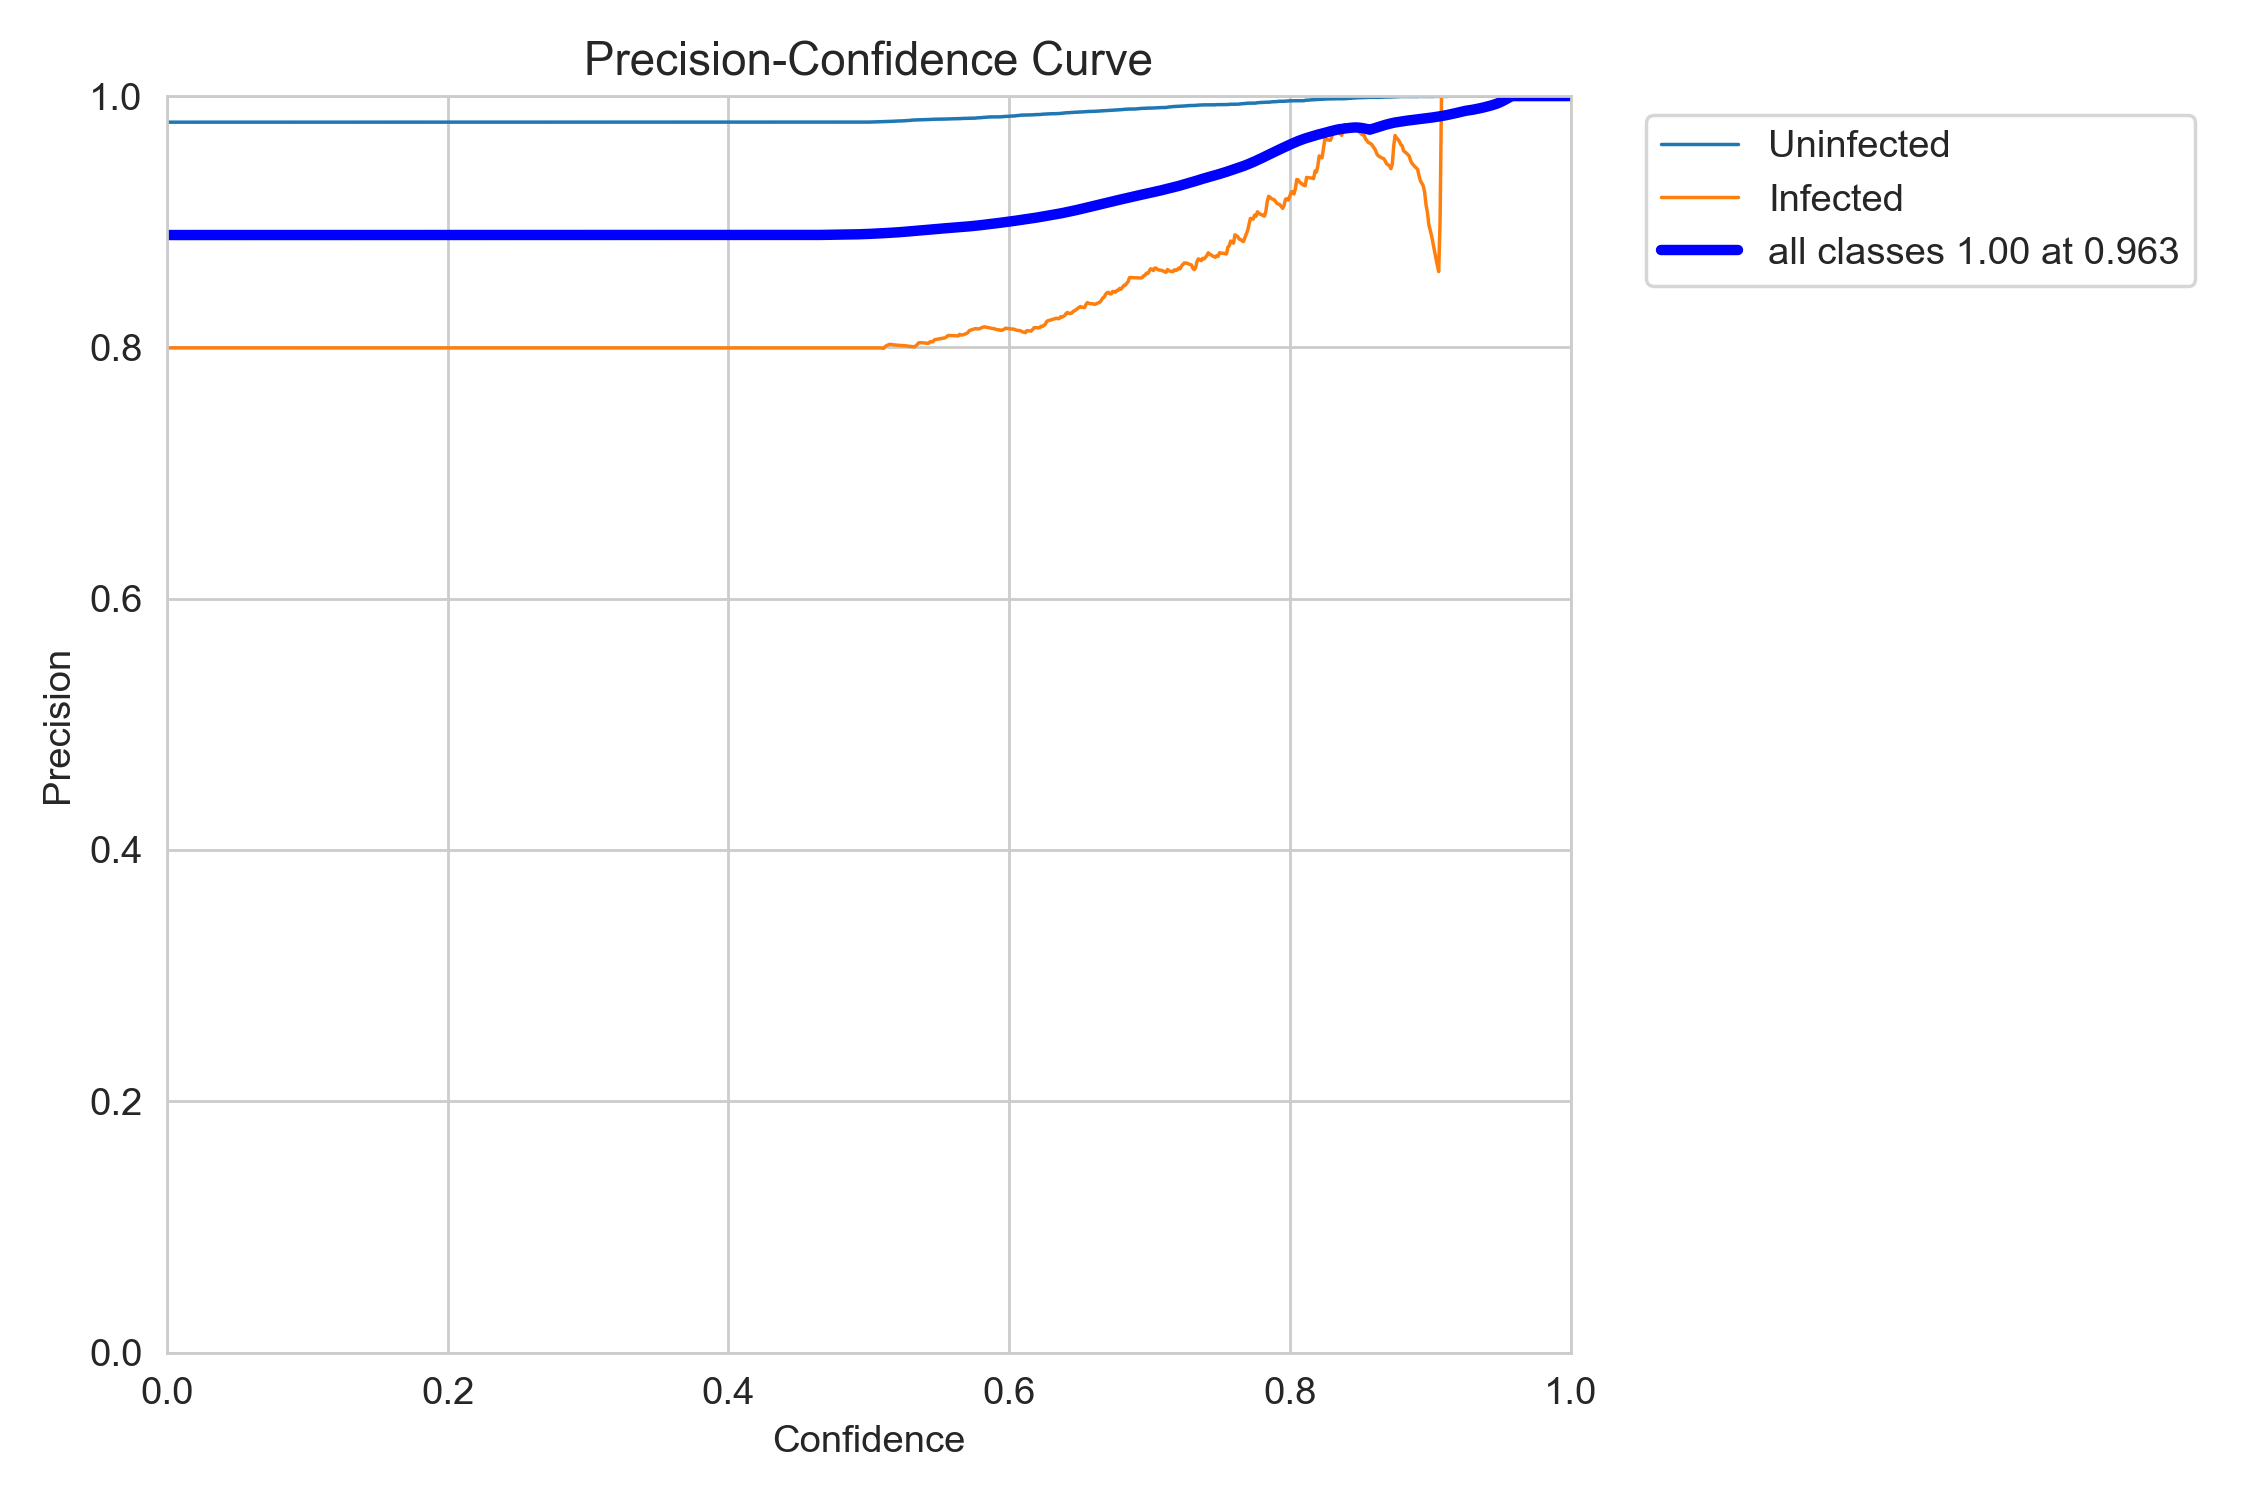 Precision-Confidence Curve
1.0
0.8
0.6
0.4
0.2
0.0
Precision
0.0 0.2 0.4 0.6 0.8 1.0
Confidence
Uninfected
Infected
all classes 1.00 at 0.963